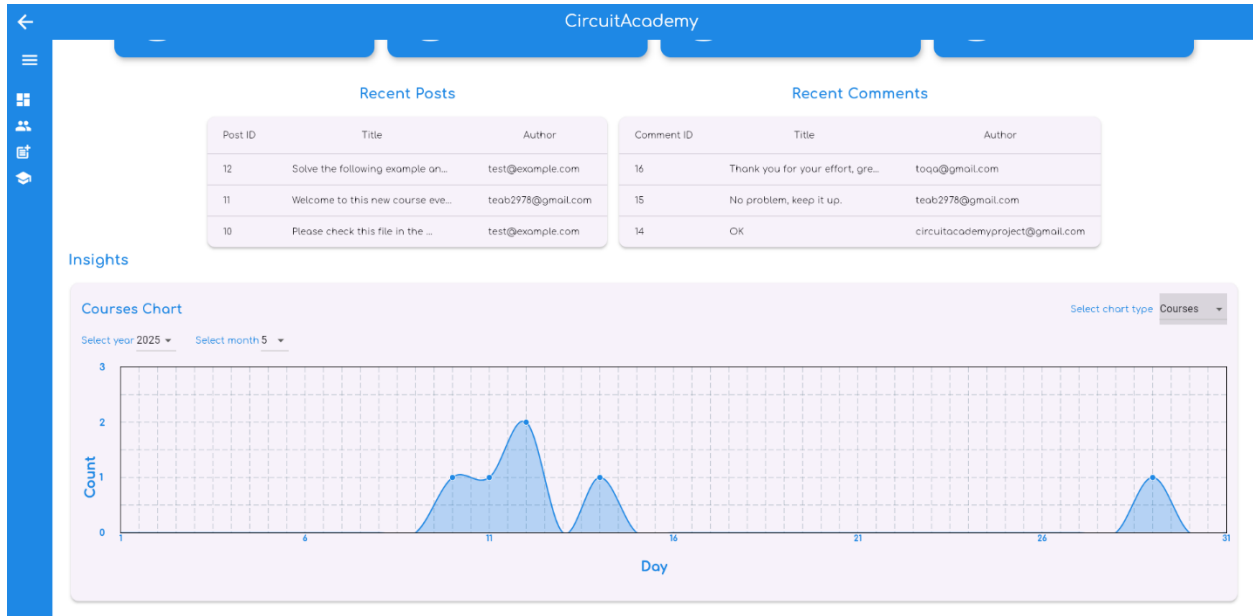 CircuitAcademy
Recent Posts
Recent Comments
Post ID Title Author
12 Solve the following example an... test@example.com
11 Welcome to this new course eve... teab2978@gmail.com
10 Please check this file in the ... test@example.com
Comment ID Title Author
16 Thank you for your effort, gre... toqa@gmail.com
15 No problem, keep it up. teab2978@gmail.com
14 OK circuitacademyproject@gmail.com
Insights
Courses Chart
Select chart type Courses
Select year 2025 Select month 5
3
2
1
0
Count
1 6 11 16 21 26 31
Day